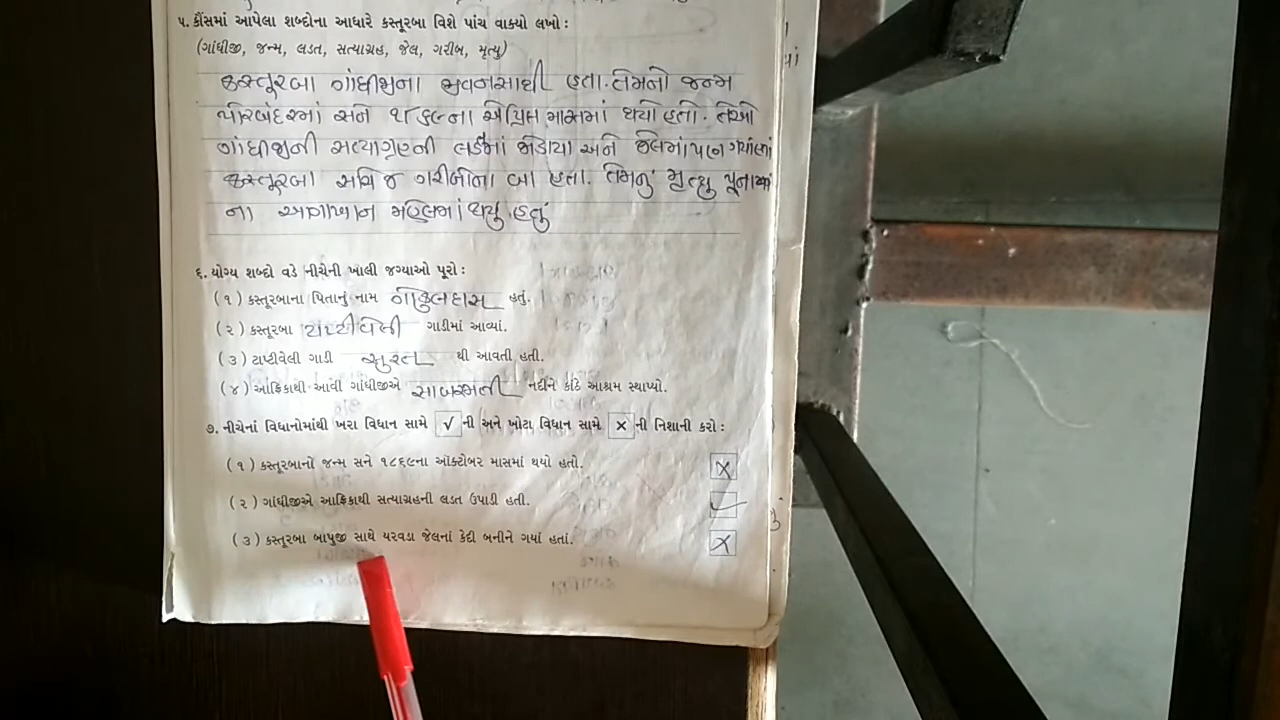 ૫. કૌંસમાં આપેલા શબ્દોના આધારે કસ્તૂરબા વિશે પાંચ વાક્યો લખો :
(ગાંધીજી, જન્મ, લડત, સત્યાગ્રહ, જેલ, ગરીબ, મૃત્યુ)
કસ્તૂરબા ગાંધીજીના જીવનસાથી હતા. તેમનો જન્મ
પોરબંદરમાં સને ૧૮૬૯ના એપ્રિલ માસમાં થયો હતો. તેઓ
ગાંધીજીની સત્યાગ્રહની લડતમાં જોડાયા અને જેલમાં પણ ગયાં
કસ્તૂરબા ગરીબોના બા હતા. તેમનું મૃત્યુ પૂના
ના આગાખાન મહેલમાં થયું હતું
૬. યોગ્ય શબ્દો વડે નીચેની ખાલી જગ્યાઓ પૂરો :
(૧) કસ્તૂરબાના પિતાનું નામ ગોકુલદાસ હતું.
(૨) કસ્તૂરબા ટાપ્ટીવેલી ગાડીમાં આવ્યાં.
(૩) ટાપ્ટીવેલી ગાડી સુરત થી આવતી હતી.
(૪) આફ્રિકાથી આવી ગાંધીજીએ સાબરમતી નદીને કાંઠે આશ્રમ સ્થાપ્યો.
૭. નીચેનાં વિધાનોમાંથી ખરા વિધાન સામે ✓ ની અને ખોટા વિધાન સામે × ની નિશાની કરો :
(૧) કસ્તૂરબાનો જન્મ સને ૧૮૬૯ના ઑક્ટોબર માસમાં થયો હતો. ×
(૨) ગાંધીજીએ આફ્રિકાથી સત્યાગ્રહની લડત ઉપાડી હતી. ✓
(૩) કસ્તૂરબા બાપુજી સાથે યરવડા જેલનાં કેદી બનીને ગયાં હતાં. ×